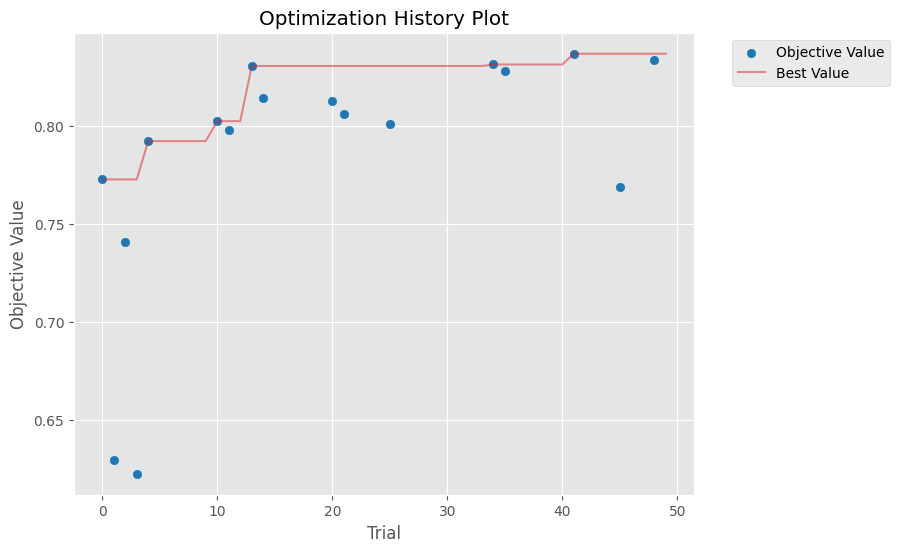 Optimization History Plot
Objective Value
Best Value
Objective Value
0.80
0.75
0.70
0.65
0
10
20
30
40
50
Trial